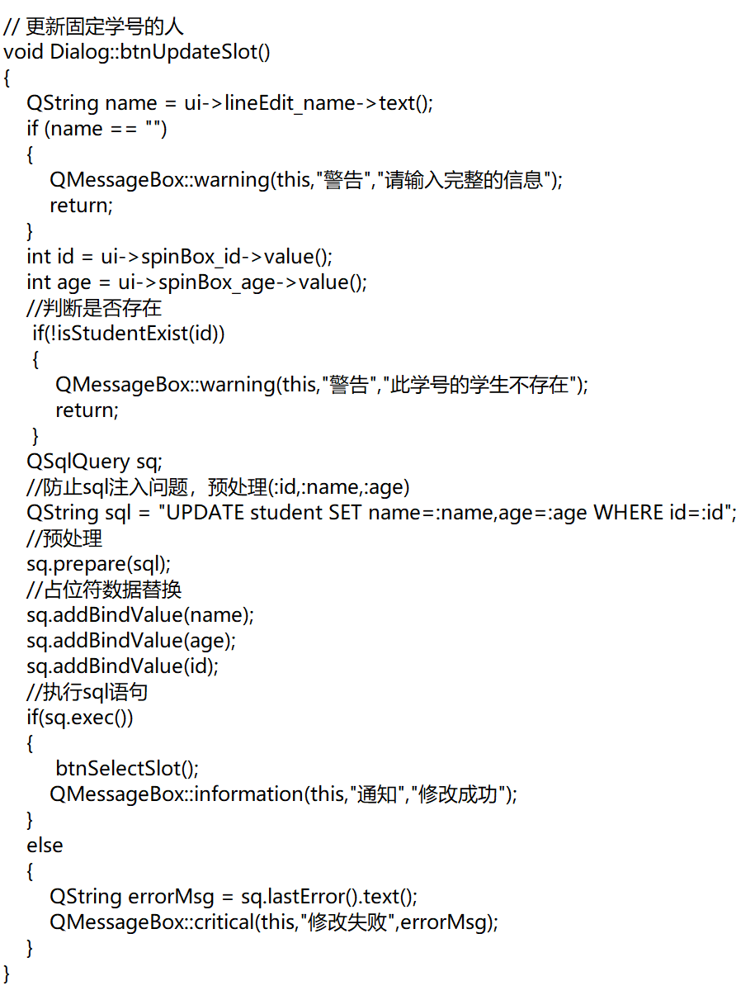 // 更新固定学号的人
void Dialog::btnUpdateSlot()
{
    QString name = ui->lineEdit_name->text();
    if (name == "")
    {
        QMessageBox::warning(this,"警告","请输入完整的信息");
        return;
    }
    int id = ui->spinBox_id->value();
    int age = ui->spinBox_age->value();
    //判断是否存在
     if(!isStudentExist(id))
     {
         QMessageBox::warning(this,"警告","此学号的学生不存在");
         return;
     }
    QSqlQuery sq;
    //防止sql注入问题，预处理(:id,:name,:age)
    QString sql = "UPDATE student SET name=:name,age=:age WHERE id=:id";
    //预处理
    sq.prepare(sql);
    //占位符数据替换
    sq.addBindValue(name);
    sq.addBindValue(age);
    sq.addBindValue(id);
    //执行sql语句
    if(sq.exec())
    {
         btnSelectSlot();
        QMessageBox::information(this,"通知","修改成功");
    }
    else
    {
        QString errorMsg = sq.lastError().text();
        QMessageBox::critical(this,"修改失败",errorMsg);
    }
}